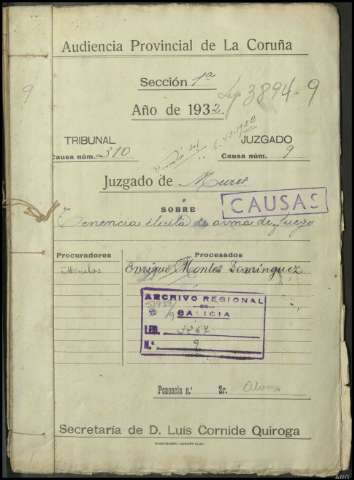 Audiencia Provincial de La Coruña
Sección 1ª
3894-9
9
Año de 1932
TRIBUNAL
JUZGADO
Causa núm. 310
Causa núm. 9
Juzgado de Muros
SOBRE
CAUSAS
Tenencia ilícita de arma de fuego
Procuradores
Procesados
Enrique Montes Domínguez
ARCHIVO REGIONAL
DE
GALICIA
LEG.
N.º 9
Ponencia n.º Sr.
Secretaría de D. Luis Cornide Quiroga